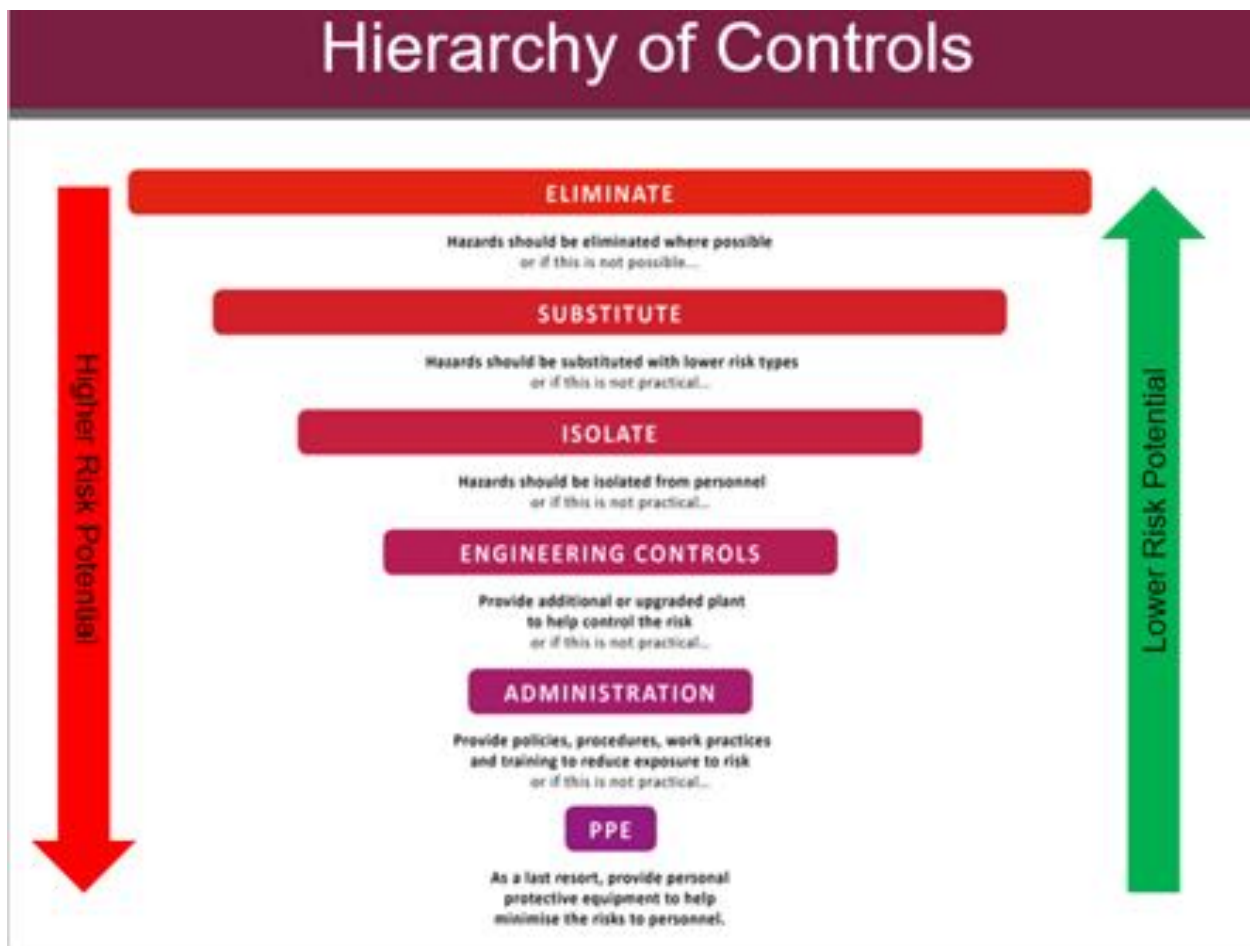 Hierarchy of Controls
ELIMINATE
Hazards should be eliminated where possible
or if this is not possible...
SUBSTITUTE
Hazards should be substituted with lower risk types
or if this is not practical...
ISOLATE
Hazards should be isolated from personnel
or if this is not practical...
ENGINEERING CONTROLS
Provide additional or upgraded plant
to help control the risk
or if this is not practical...
ADMINISTRATION
Provide policies, procedures, work practices
and training to reduce exposure to risk
or if this is not practical...
PPE
As a last resort, provide personal
protective equipment to help
minimise the risks to personnel.
Higher Risk Potential
Lower Risk Potential